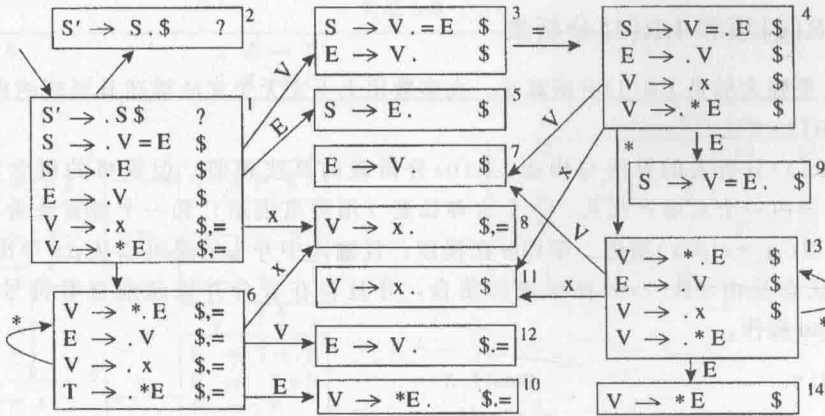 2
S′ → S $ ?
1
S′ → . S $ ?
S → . V = E $
S → . E $
E → . V $
V → . x $,=
V → . * E $,=
6
V → * . E $,=
E → . V $,=
V → . x $,=
T → . *E $,=
*
V
E
x
x
V
E
3
S → V . = E $
E → V . $
=
5
S → E . $
7
E → V . $
8
V → x . $,=
11
V → x . $
12
E → V . $,=
10
V → *E . $,=
4
S → V = . E $
E → . V $
V → . x $
V → . *E $
V
x
*
E
9
S → V = E . $
V
x
13
V → * . E $
E → . V $
V → . x $
V → . *E $
E
14
V → *E $